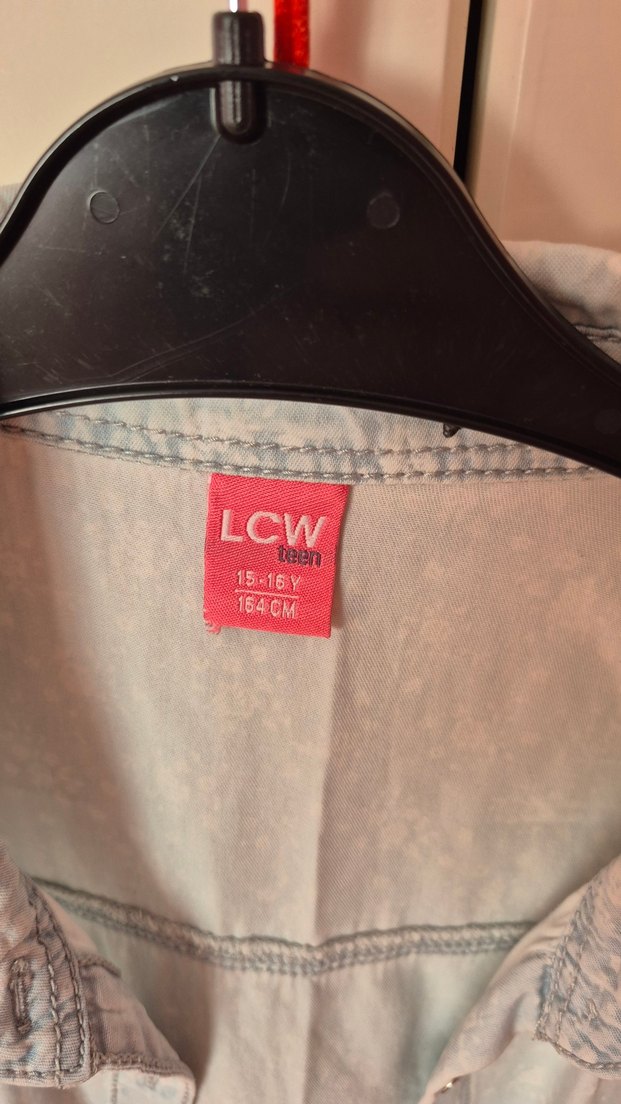 LCW
teen
15-16 Y
164 CM